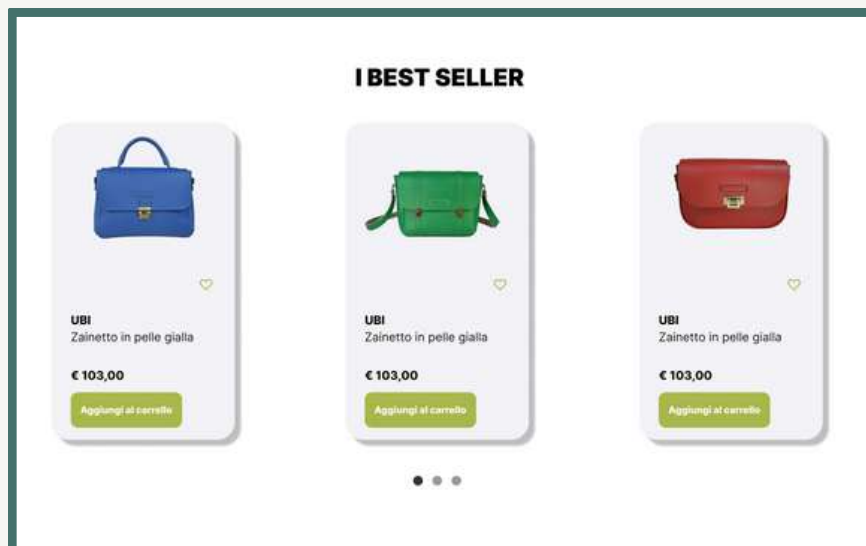 I BEST SELLER
UBI
Zainetto in pelle gialla
€ 103,00
Aggiungi al carrello
UBI
Zainetto in pelle gialla
€ 103,00
Aggiungi al carrello
UBI
Zainetto in pelle gialla
€ 103,00
Aggiungi al carrello